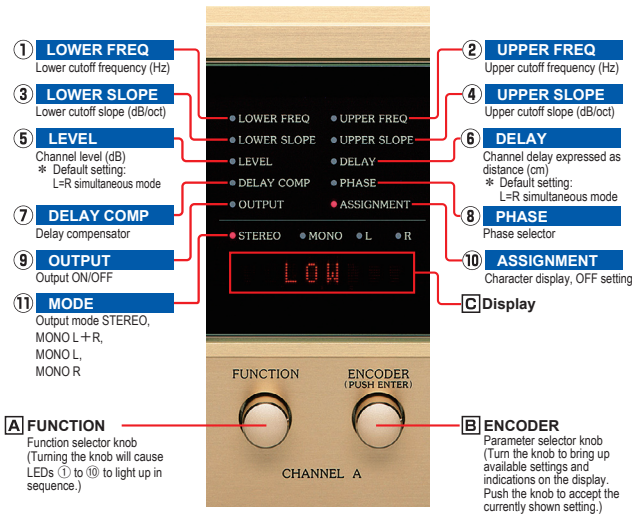 ① LOWER FREQ
Lower cutoff frequency (Hz)
③ LOWER SLOPE
Lower cutoff slope (dB/oct)
⑤ LEVEL
Channel level (dB)
* Default setting:
L=R simultaneous mode
⑦ DELAY COMP
Delay compensator
⑨ OUTPUT
Output ON/OFF
⑪ MODE
Output mode STEREO,
MONO L+R,
MONO L,
MONO R
A FUNCTION
Function selector knob
(Turning the knob will cause
LEDs ① to ⑩ to light up in
sequence.)
LOWER FREQ UPPER FREQ
LOWER SLOPE UPPER SLOPE
LEVEL DELAY
DELAY COMP PHASE
OUTPUT ASSIGNMENT
STEREO MONO L R
LOW
FUNCTION ENCODER
(PUSH ENTER)
CHANNEL A
② UPPER FREQ
Upper cutoff frequency (Hz)
④ UPPER SLOPE
Upper cutoff slope (dB/oct)
⑥ DELAY
Channel delay expressed as
distance (cm)
* Default setting:
L=R simultaneous mode
⑧ PHASE
Phase selector
⑩ ASSIGNMENT
Character display, OFF setting
C Display
B ENCODER
Parameter selector knob
(Turn the knob to bring up
available settings and
indications on the display.
Push the knob to accept the
currently shown setting.)